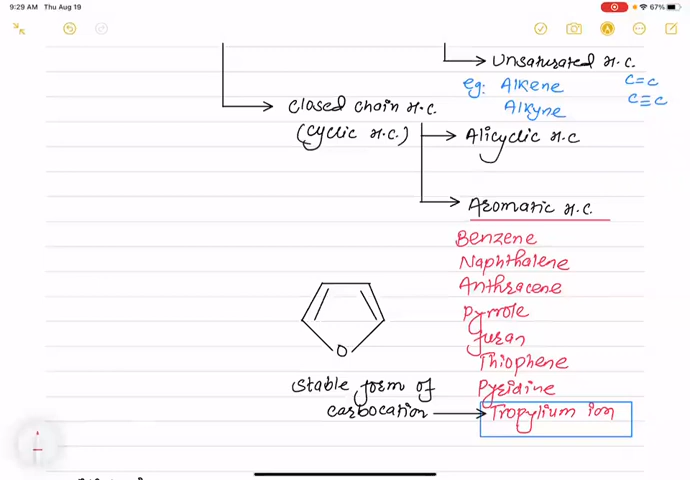 9:29 AM Thu Aug 19
67%
Unsaturated H.C.
eg: Alkene C=C
Alkyne C≡C
Closed chain H.C.
(Cyclic H.C.)
Alicyclic H.C
Aromatic H.C.
Benzene
Naphthalene
Anthracene
Pyrrole
furan
Thiophene
Pyridine
O
Stable form of
carbocation
Tropylium ion